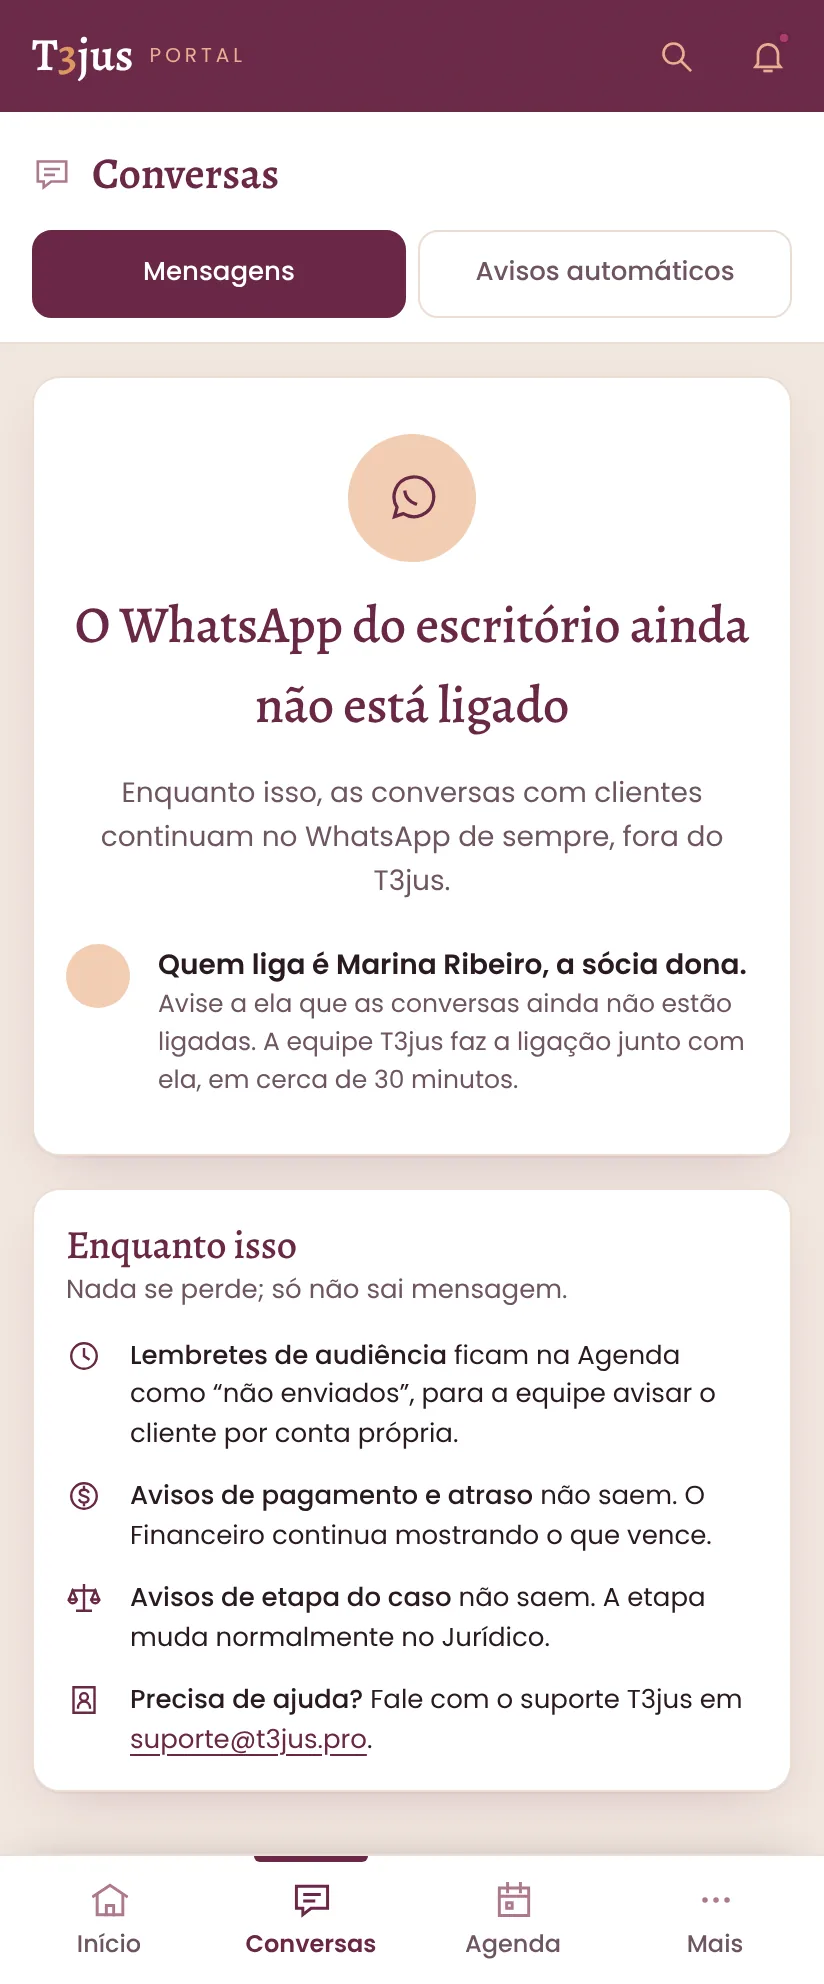 T3jus PORTAL
Conversas
Mensagens
Avisos automáticos
O WhatsApp do escritório ainda
não está ligado
Enquanto isso, as conversas com clientes
continuam no WhatsApp de sempre, fora do
T3jus.
Quem liga é Marina Ribeiro, a sócia dona.
Avise a ela que as conversas ainda não estão
ligadas. A equipe T3jus faz a ligação junto com
ela, em cerca de 30 minutos.
Enquanto isso
Nada se perde; só não sai mensagem.
Lembretes de audiência ficam na Agenda
como “não enviados”, para a equipe avisar o
cliente por conta própria.
Avisos de pagamento e atraso não saem. O
Financeiro continua mostrando o que vence.
Avisos de etapa do caso não saem. A etapa
muda normalmente no Jurídico.
Precisa de ajuda? Fale com o suporte T3jus em
suporte@t3jus.pro.
Início
Conversas
Agenda
Mais